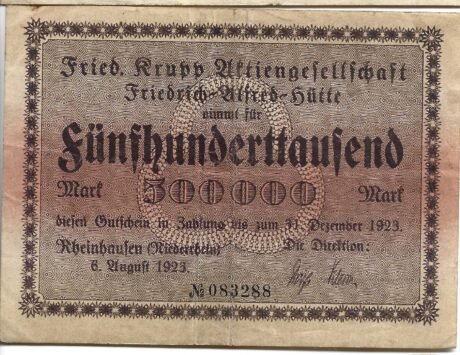 Fried. Krupp Aktiengesellschaft
Friedrich-Alfred-Hütte
nimmt für
Fünfhunderttausend
Mark 500000 Mark
diesen Gutschein in Zahlung bis zum 31. Dezember 1923.
Rheinhausen (Niederrhein) Die Direktion:
6. August 1923.
№ 083288